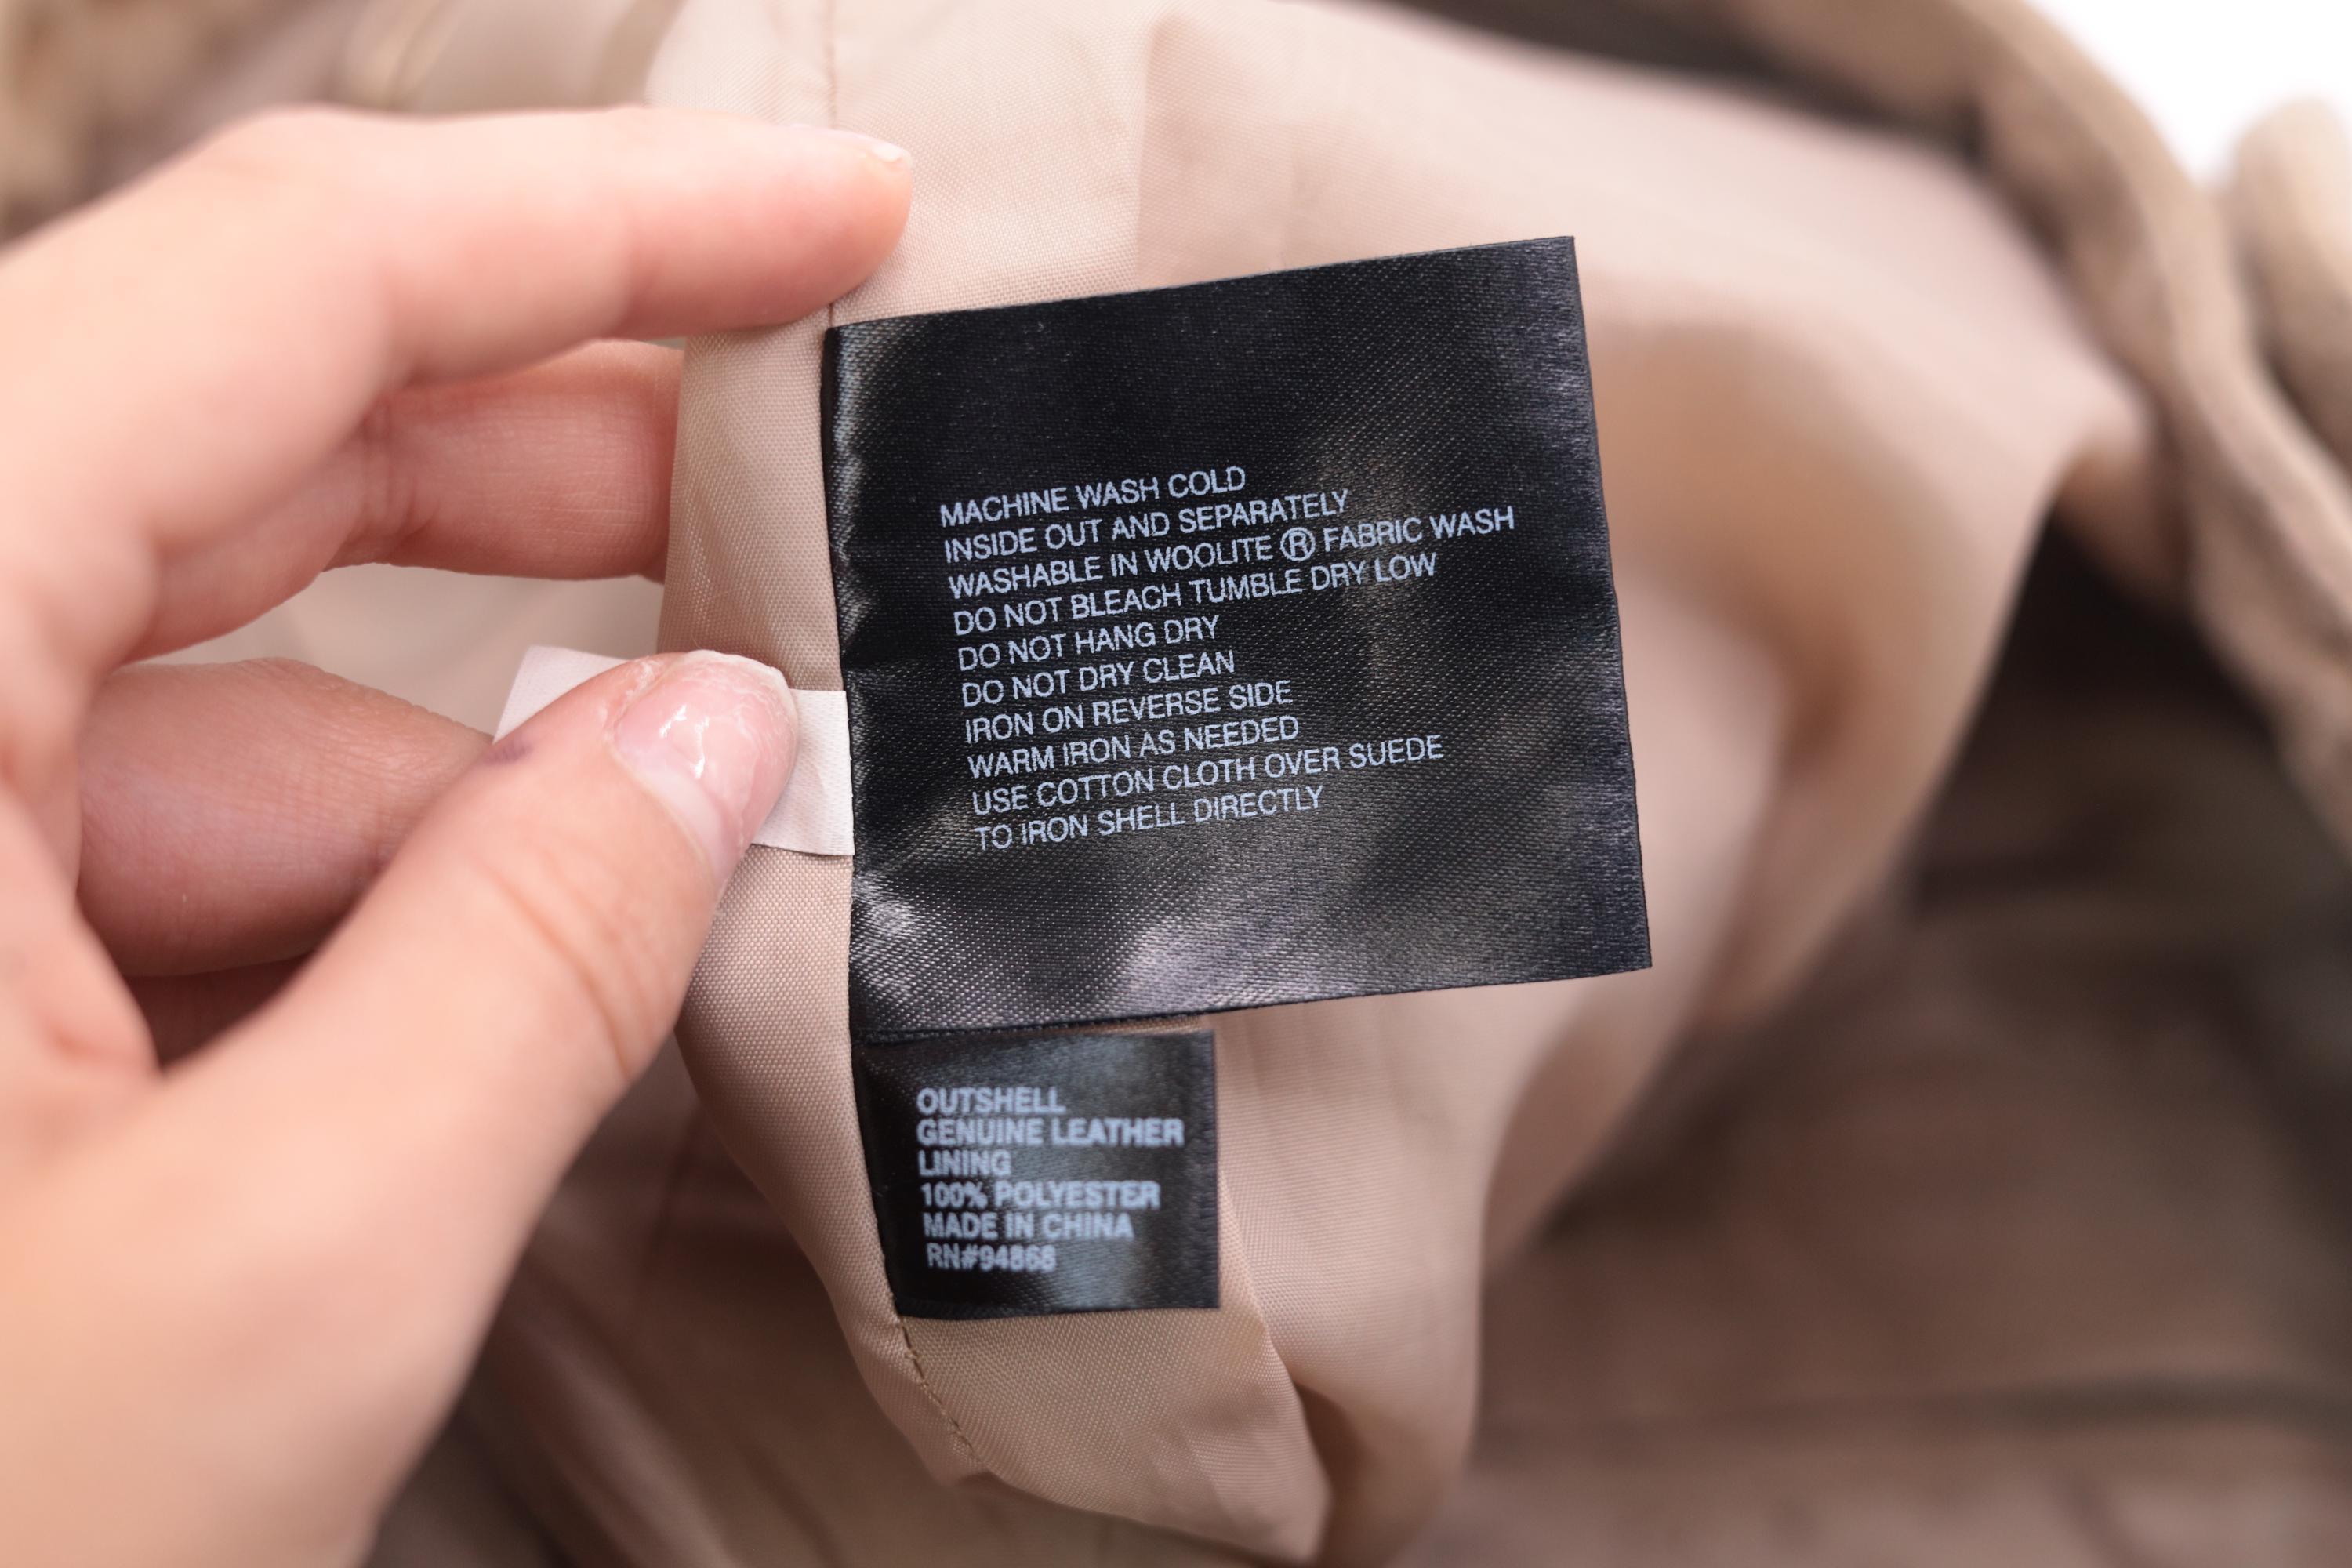 MACHINE WASH COLD
INSIDE OUT AND SEPARATELY
WASHABLE IN WOOLITE ® FABRIC WASH
DO NOT BLEACH TUMBLE DRY LOW
DO NOT HANG DRY
DO NOT DRY CLEAN
IRON ON REVERSE SIDE
WARM IRON AS NEEDED
USE COTTON CLOTH OVER SUEDE
TO IRON SHELL DIRECTLY
OUTSHELL
GENUINE LEATHER
LINING
100% POLYESTER
MADE IN CHINA
RN#94868